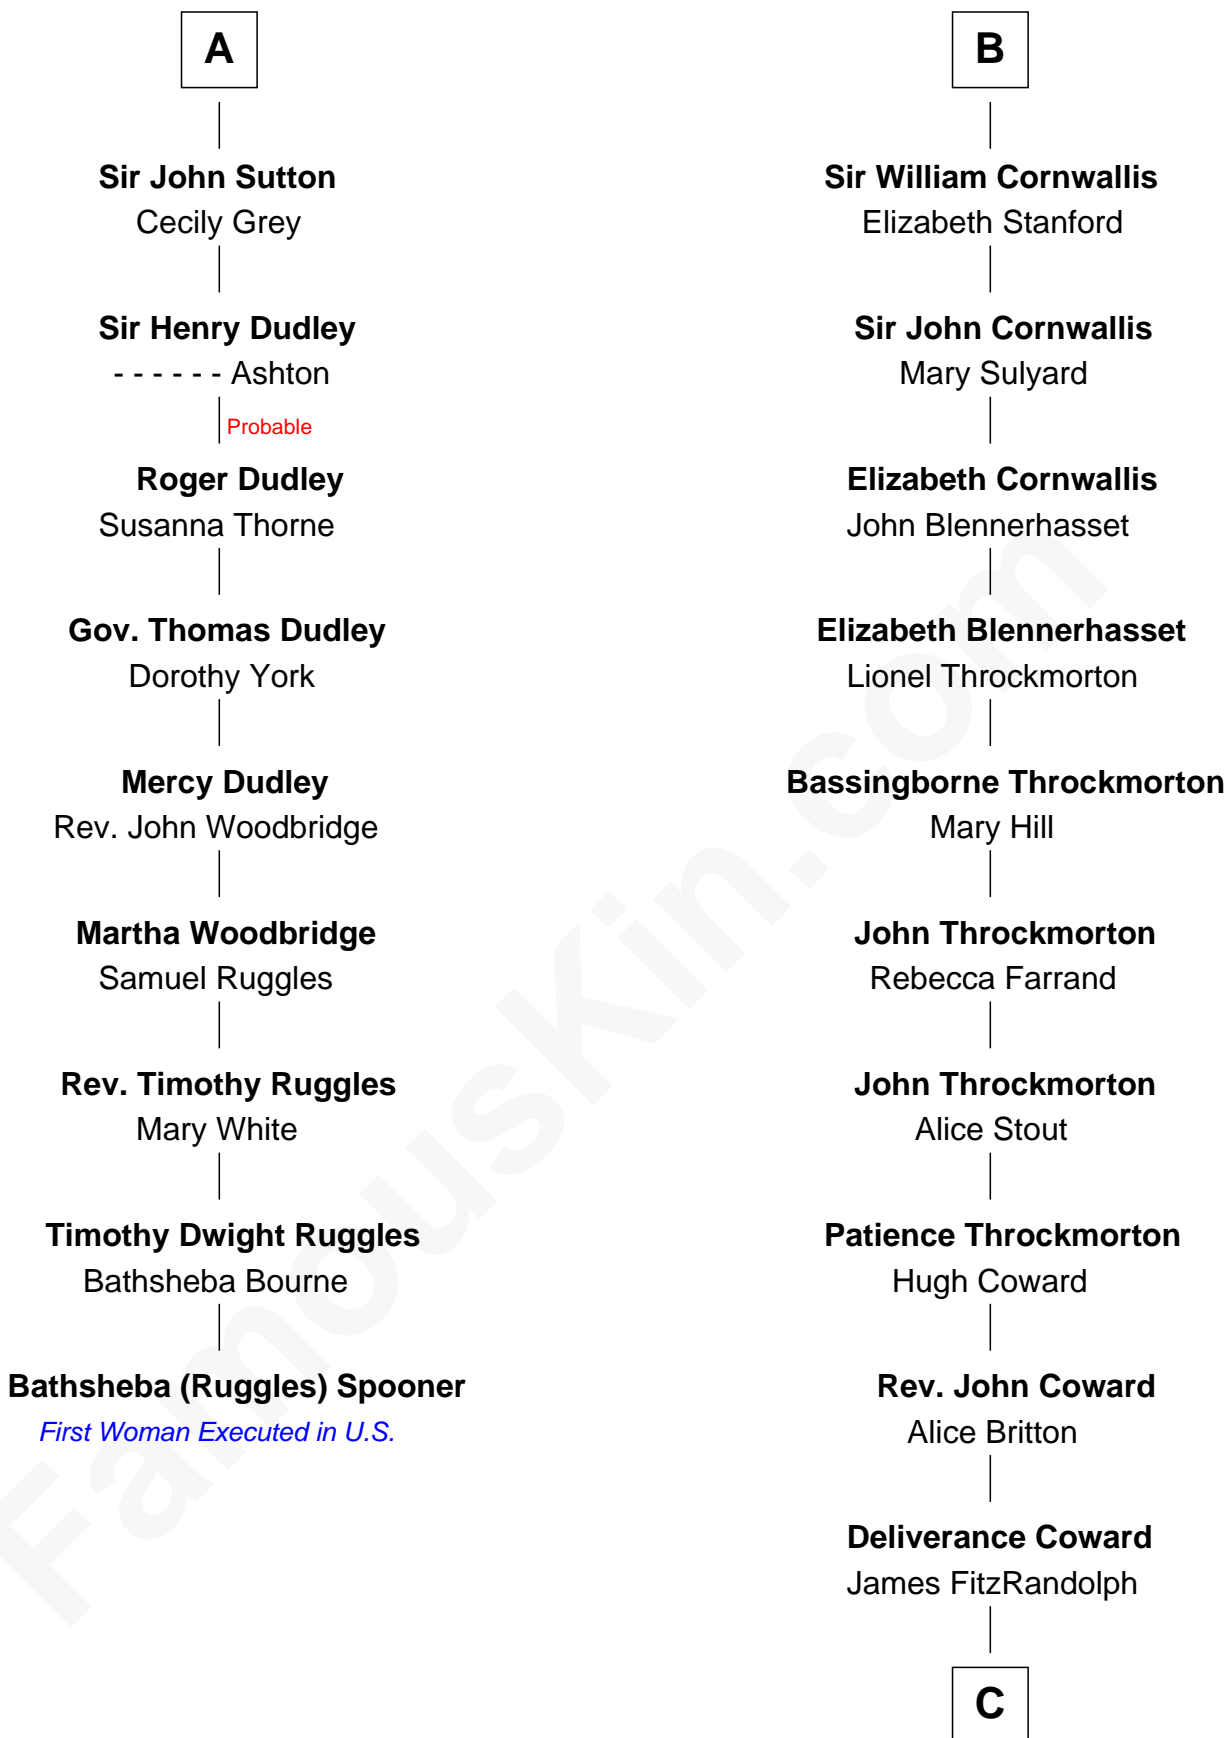 A
Sir John Sutton
Cecily Grey
Sir Henry Dudley
- - - - - - Ashton
Probable
Roger Dudley
Susanna Thorne
Gov. Thomas Dudley
Dorothy York
Mercy Dudley
Rev. John Woodbridge
Martha Woodbridge
Samuel Ruggles
Rev. Timothy Ruggles
Mary White
Timothy Dwight Ruggles
Bathsheba Bourne
Bathsheba (Ruggles) Spooner
First Woman Executed in U.S.
B
Sir William Cornwallis
Elizabeth Stanford
Sir John Cornwallis
Mary Sulyard
Elizabeth Cornwallis
John Blennerhasset
Elizabeth Blennerhasset
Lionel Throckmorton
Bassingborne Throckmorton
Mary Hill
John Throckmorton
Rebecca Farrand
John Throckmorton
Alice Stout
Patience Throckmorton
Hugh Coward
Rev. John Coward
Alice Britton
Deliverance Coward
James FitzRandolph
C
FamousKin.com